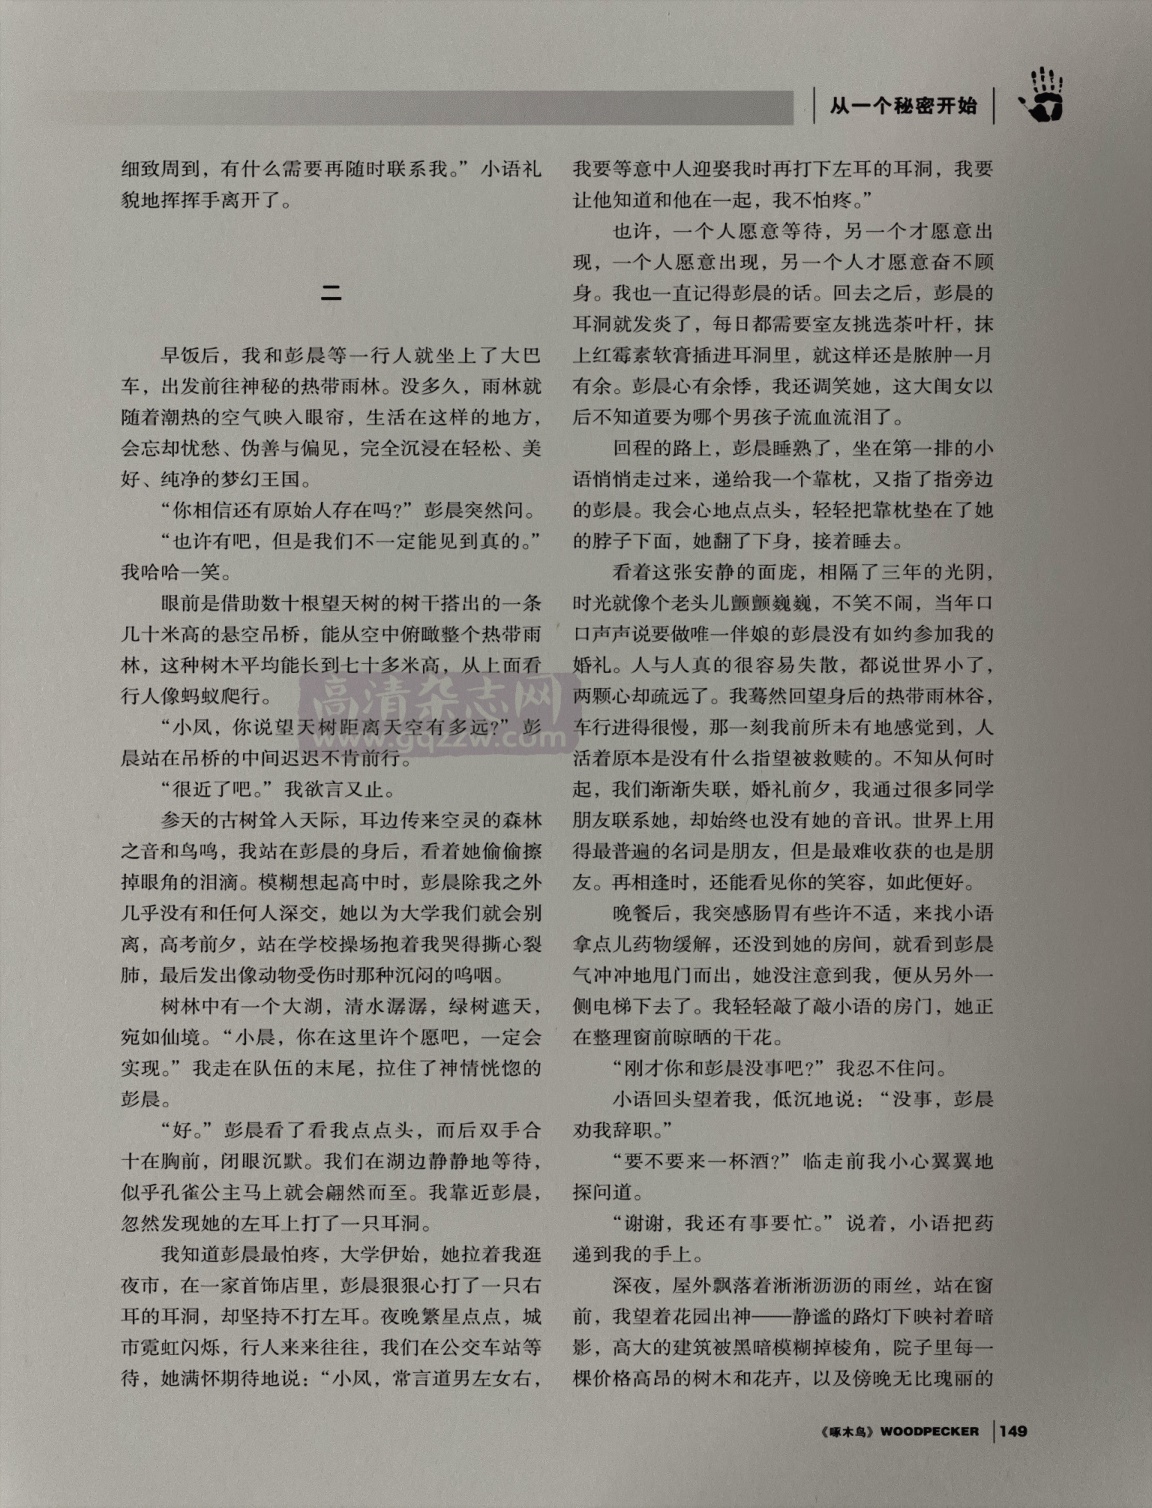 从一个秘密开始
细致周到，有什么需要再随时联系我。”小语礼
貌地挥挥手离开了。
二
早饭后，我和彭晨等一行人就坐上了大巴
车，出发前往神秘的热带雨林。没多久，雨林就
随着潮热的空气映入眼帘，生活在这样的地方，
会忘却忧愁、伪善与偏见，完全沉浸在轻松、美
好、纯净的梦幻王国。
“你相信还有原始人存在吗？”彭晨突然问。
“也许有吧，但是我们不一定能见到真的。”
我哈哈一笑。
眼前是借助数十根望天树的树干搭出的一条
几十米高的悬空吊桥，能从空中俯瞰整个热带雨
林，这种树木平均能长到七十多米高，从上面看
行人像蚂蚁爬行。
“小凤，你说望天树距离天空有多远？”彭
晨站在吊桥的中间迟迟不肯前行。
“很近了吧。”我欲言又止。
参天的古树耸入天际，耳边传来空灵的森林
之音和鸟鸣，我站在彭晨的身后，看着她偷偷擦
掉眼角的泪滴。模糊想起高中时，彭晨除我之外
几乎没有和任何人深交，她以为大学我们就会别
离，高考前夕，站在学校操场抱着我哭得撕心裂
肺，最后发出像动物受伤时那种沉闷的呜咽。
树林中有一个大湖，清水潺潺，绿树遮天，
宛如仙境。“小晨，你在这里许个愿吧，一定会
实现。”我走在队伍的末尾，拉住了神情恍惚的
彭晨。
“好。”彭晨看了看我点点头，而后双手合
十在胸前，闭眼沉默。我们在湖边静静地等待，
似乎孔雀公主马上就会翩然而至。我靠近彭晨，
忽然发现她的左耳上打了一只耳洞。
我知道彭晨最怕疼，大学伊始，她拉着我逛
夜市，在一家首饰店里，彭晨狠狠心打了一只右
耳的耳洞，却坚持不打左耳。夜晚繁星点点，城
市霓虹闪烁，行人来来往往，我们在公交车站等
待，她满怀期待地说：“小凤，常言道男左女右，
我要等意中人迎娶我时再打下左耳的耳洞，我要
让他知道和他在一起，我不怕疼。”
也许，一个人愿意等待，另一个才愿意出
现，一个人愿意出现，另一个人才愿意奋不顾
身。我也一直记得彭晨的话。回去之后，彭晨的
耳洞就发炎了，每日都需要室友挑选茶叶杆，抹
上红霉素软膏插进耳洞里，就这样还是脓肿一月
有余。彭晨心有余悸，我还调笑她，这大闺女以
后不知道要为哪个男孩子流血流泪了。
回程的路上，彭晨睡熟了，坐在第一排的小
语悄悄走过来，递给我一个靠枕，又指了指旁边
的彭晨。我会心地点点头，轻轻把靠枕垫在了她
的脖子下面，她翻了下身，接着睡去。
看着这张安静的面庞，相隔了三年的光阴，
时光就像个老头儿颤颤巍巍，不笑不闹，当年口
口声声说要做唯一伴娘的彭晨没有如约参加我的
婚礼。人与人真的很容易失散，都说世界小了，
两颗心却疏远了。我蓦然回望身后的热带雨林谷，
车行进得很慢，那一刻我前所未有地感觉到，人
活着原本是没有什么指望被救赎的。不知从何时
起，我们渐渐失联，婚礼前夕，我通过很多同学
朋友联系她，却始终也没有她的音讯。世界上用
得最普遍的名词是朋友，但是最难收获的也是朋
友。再相逢时，还能看见你的笑容，如此便好。
晚餐后，我突感肠胃有些许不适，来找小语
拿点儿药物缓解，还没到她的房间，就看到彭晨
气冲冲地甩门而出，她没注意到我，便从另外一
侧电梯下去了。我轻轻敲了敲小语的房门，她正
在整理窗前晾晒的干花。
“刚才你和彭晨没事吧？”我忍不住问。
小语回头望着我，低沉地说：“没事，彭晨
劝我辞职。”
“要不要来一杯酒？”临走前我小心翼翼地
探问道。
“谢谢，我还有事要忙。”说着，小语把药
递到我的手上。
深夜，屋外飘落着淅淅沥沥的雨丝，站在窗
前，我望着花园出神——静谧的路灯下映衬着暗
影，高大的建筑被黑暗模糊掉棱角，院子里每一
棵价格高昂的树木和花卉，以及傍晚无比瑰丽的
高清杂志网
www.gqzzw.com
《啄木鸟》WOODPECKER 149